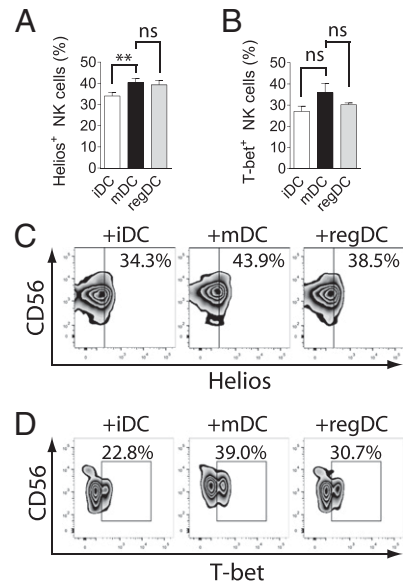 A
ns
**
Helios+ NK cells (%)
50
40
30
20
10
0
iDC
mDC
regDC
B
ns
ns
T-bet+ NK cells (%)
50
40
30
20
10
0
iDC
mDC
regDC
C
+iDC +mDC +regDC
34.3% 43.9% 38.5%
CD56
Helios
D
+iDC +mDC +regDC
22.8% 39.0% 30.7%
CD56
T-bet